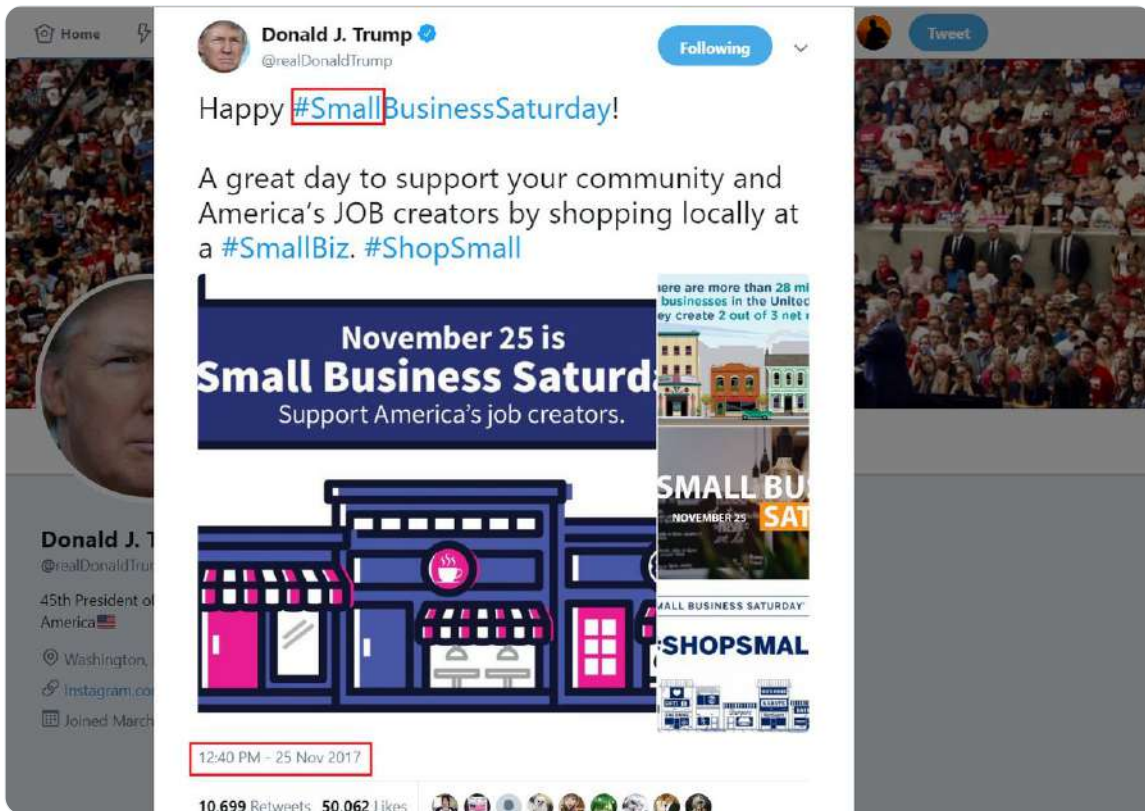 Home
Tweet
Donald J. Trump
@realDonaldTrump
Following
Happy #SmallBusinessSaturday!
A great day to support your community and
America's JOB creators by shopping locally at
a #SmallBiz. #ShopSmall
November 25 is
Small Business Saturda
Support America's job creators.
here are more than 28 mi
businesses in the United
ey create 2 out of 3 net
SMALL BUS
NOVEMBER 25 SAT
MALL BUSINESS SATURDAY
#SHOPSMAL
Donald J. T
@realDonaldTrum
45th President of
America
Washington,
Instagram.co
Joined March
12:40 PM - 25 Nov 2017
10,699 Retweets 50,062 Likes